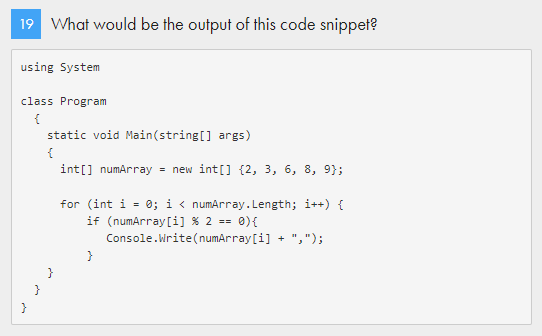 19 What would be the output of this code snippet?
using System
class Program
{
static void Main(string[] args)
{
int[] numArray = new int[] {2, 3, 6, 8, 9};
for (int i = 0; i < numArray.Length; i++) {
if (numArray[i] % 2 == 0){
Console.Write(numArray[i] + ",");
}
}
}
}